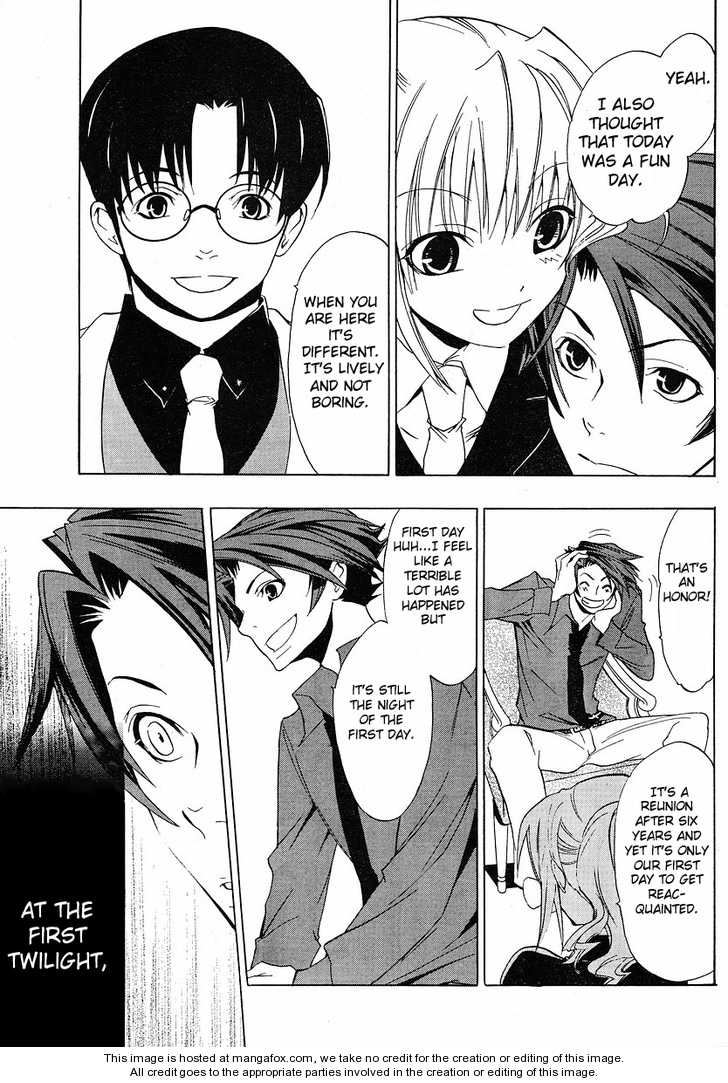 YEAH.
I ALSO
THOUGHT
THAT TODAY
WAS A FUN
DAY.
WHEN YOU
ARE HERE
IT'S
DIFFERENT.
IT'S LIVELY
AND NOT
BORING.
THAT'S
AN
HONOR!
IT'S A
REUNION
AFTER SIX
YEARS AND
YET IT'S ONLY
OUR FIRST
DAY TO GET
REAC-
QUAINTED.
FIRST DAY
HUH...I FEEL
LIKE A
TERRIBLE
LOT HAS
HAPPENED
BUT
IT'S STILL
THE NIGHT
OF THE
FIRST DAY.
AT THE
FIRST
TWILIGHT,
This image is hosted at mangafox.com, we take no credit for the creation or editing of this image.
All credit goes to the appropriate parties involved in the creation or editing of this image.